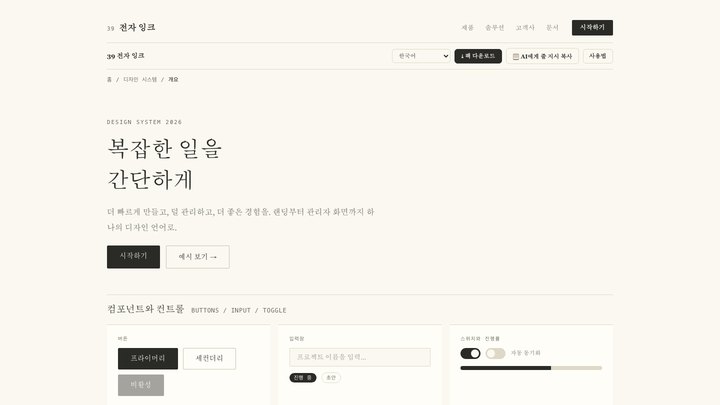 39 전자 잉크
제품 솔루션 고객사 문서 시작하기
39 전자 잉크
한국어 ↓ 팩 다운로드 📋 AI에게 줄 지시 복사 사용법
홈 / 디자인 시스템 / 개요
DESIGN SYSTEM 2026
복잡한 일을
간단하게
더 빠르게 만들고, 덜 관리하고, 더 좋은 경험을. 랜딩부터 관리자 화면까지 하
나의 디자인 언어로.
시작하기 예시 보기 →
컴포넌트와 컨트롤 BUTTONS / INPUT / TOGGLE
버튼
프라이머리 세컨더리
비활성
입력창
프로젝트 이름을 입력...
진행 중 초안
스위치와 진행률
자동 동기화